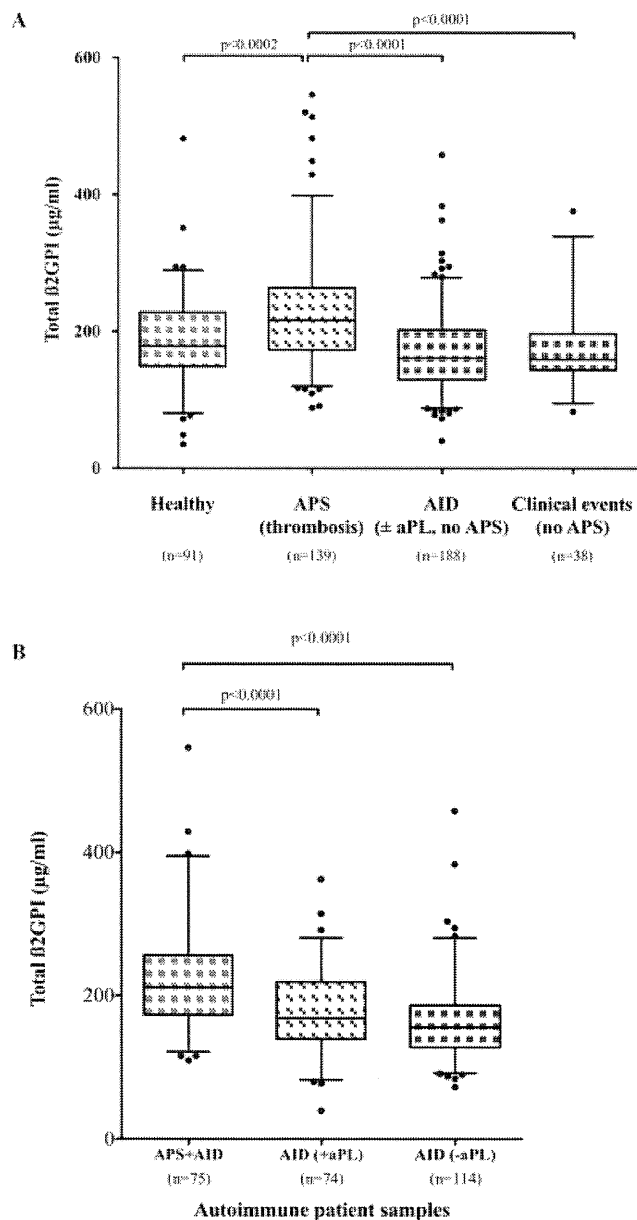 A
p<0.0001
p<0.0002 p<0.0001
600
400
200
0
Total ß2GPI (µg/ml)
Healthy APS AID Clinical events
(thrombosis) (± aPL, no APS) (no APS)
(n=91) (n=139) (n=188) (n=38)
B
p<0.0001
p<0.0001
600
400
200
0
Total ß2GPI (µg/ml)
APS+AID AID (+aPL) AID (-aPL)
(n=75) (n=74) (n=114)
Autoimmune patient samples